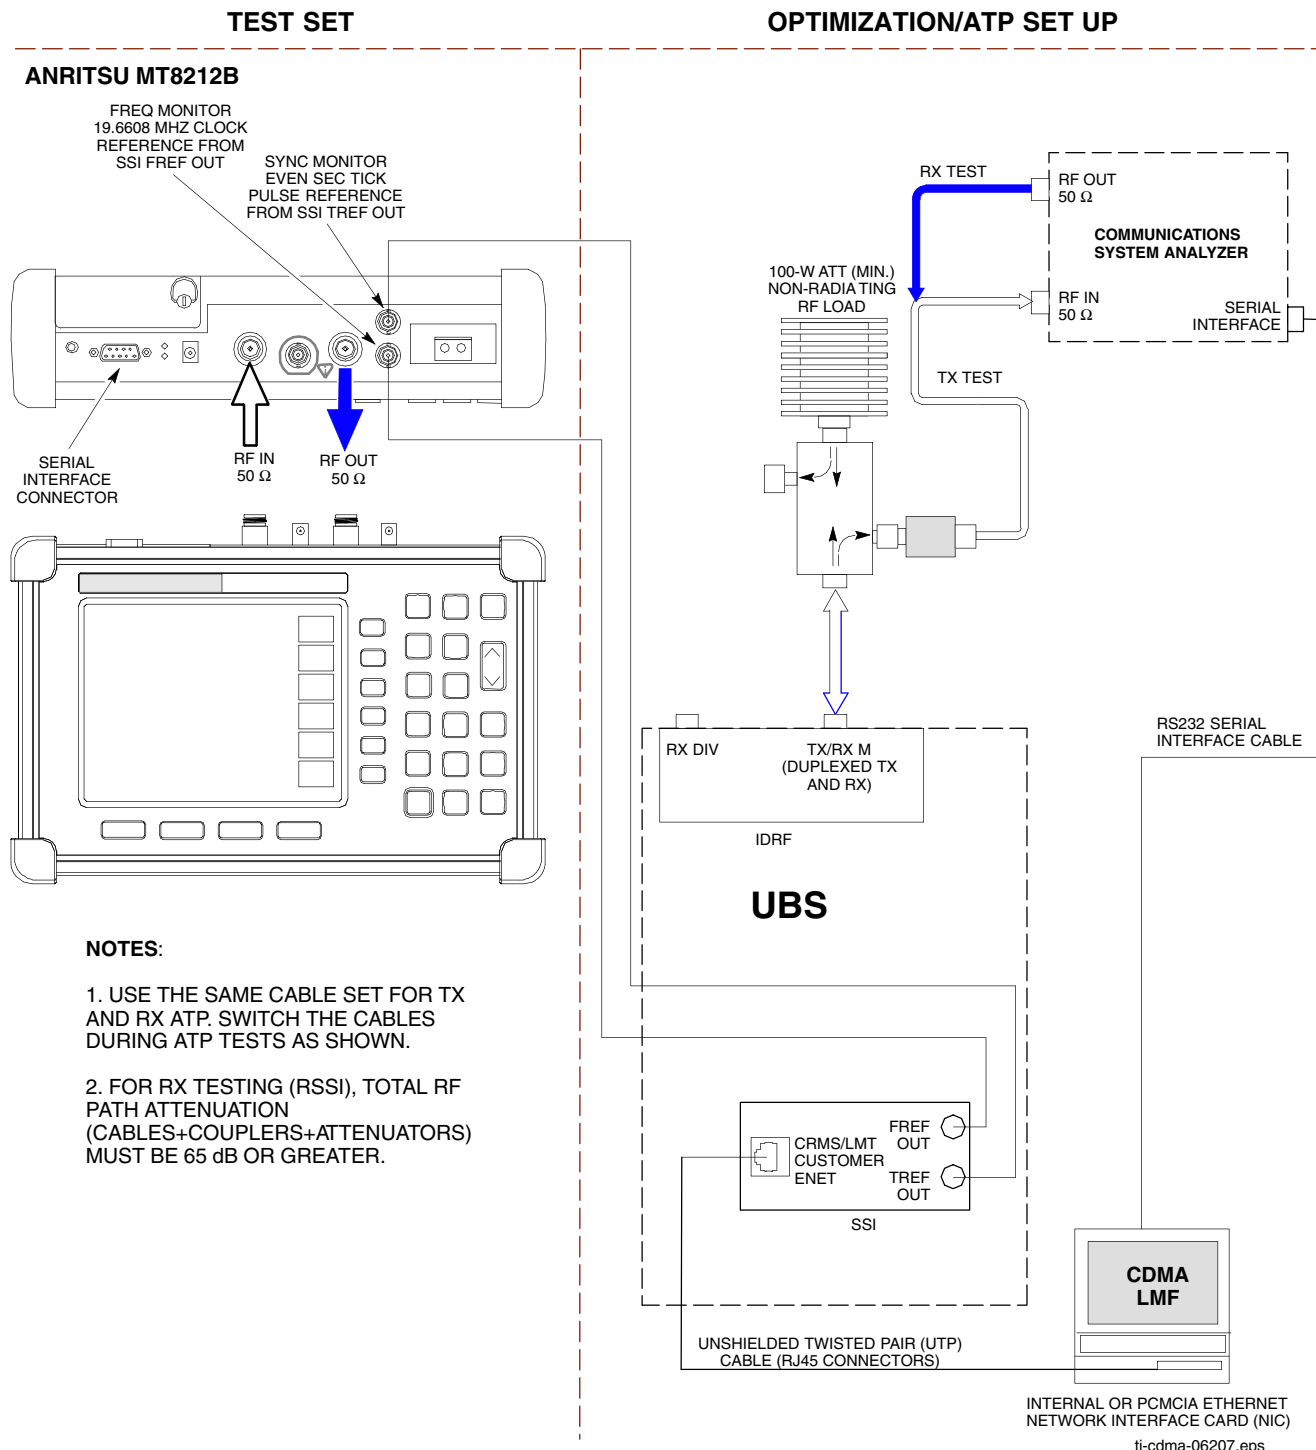 TEST SET
OPTIMIZATION/ATP SET UP
ANRITSU MT8212B
FREQ MONITOR
19.6608 MHZ CLOCK
REFERENCE FROM
SSI FREF OUT
SYNC MONITOR
EVEN SEC TICK
PULSE REFERENCE
FROM SSI TREF OUT
SERIAL
INTERFACE
CONNECTOR
RF IN
50 Ω
RF OUT
50 Ω
NOTES:
1. USE THE SAME CABLE SET FOR TX
AND RX ATP. SWITCH THE CABLES
DURING ATP TESTS AS SHOWN.
2. FOR RX TESTING (RSSI), TOTAL RF
PATH ATTENUATION
(CABLES+COUPLERS+ATTENUATORS)
MUST BE 65 dB OR GREATER.
RX TEST
RF OUT
50 Ω
COMMUNICATIONS
SYSTEM ANALYZER
RF IN
50 Ω
SERIAL
INTERFACE
100-W ATT (MIN.)
NON-RADIA TING
RF LOAD
TX TEST
RX DIV
TX/RX M
(DUPLEXED TX
AND RX)
IDRF
UBS
RS232 SERIAL
INTERFACE CABLE
CRMS/LMT
CUSTOMER
ENET
FREF
OUT
TREF
OUT
SSI
CDMA
LMF
UNSHIELDED TWISTED PAIR (UTP)
CABLE (RJ45 CONNECTORS)
INTERNAL OR PCMCIA ETHERNET
NETWORK INTERFACE CARD (NIC)
ti-cdma-06207.eps